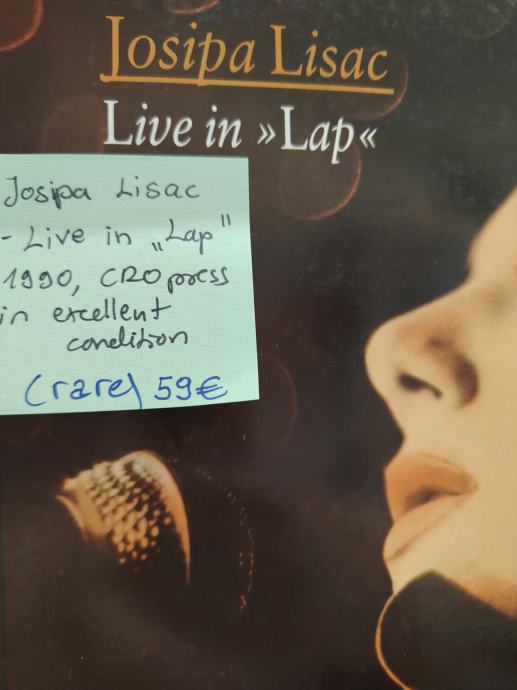 Josipa Lisac
Live in »Lap«
Josipa Lisac
- Live in „Lap"
1990, CRO press
in excellent
condition
(rare) 59€